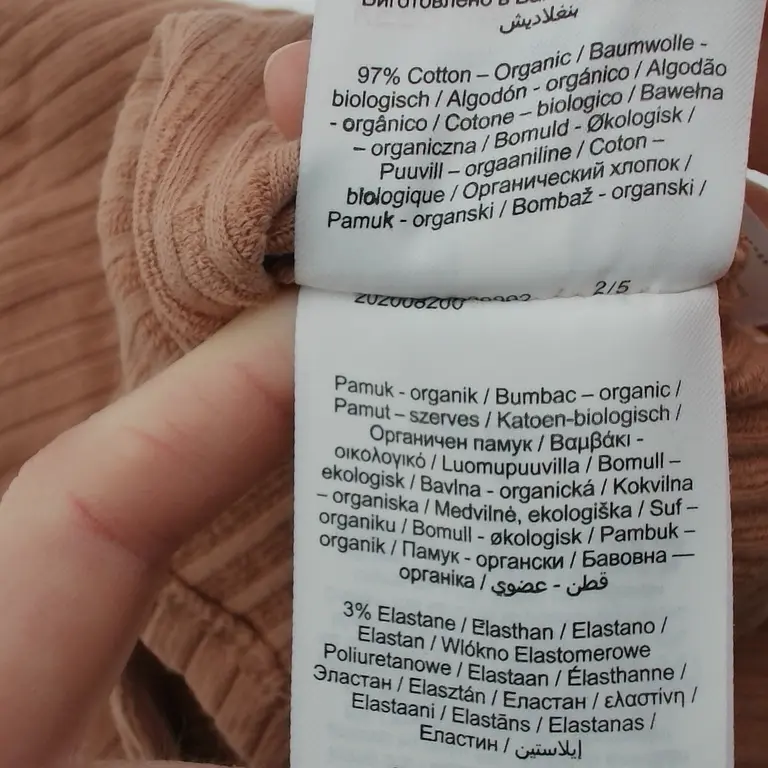 بنغلاديش
97% Cotton – Organic / Baumwolle -
biologisch / Algodón - orgánico / Algodão
- orgânico / Cotone – biologico / Bawełna
– organiczna / Bomuld - Økologisk /
Puuvill – orgaaniline / Coton –
biologique / Органический хлопок /
Pamuk - organski / Bombaž - organski /
2/5
Pamuk - organik / Bumbac – organic /
Pamut – szerves / Katoen-biologisch /
Органичен памук / Βαμβάκι -
οικολογικό / Luomupuuvilla / Bomull –
ekologisk / Bavlna - organická / Kokvilna
– organiska / Medvilnė, ekologiška / Suf –
organiku / Bomull - økologisk / Pambuk –
organik / Памук - органски / Бавовна —
органіка / قطن - عضوي
3% Elastane / Elasthan / Elastano /
Elastan / Wlókno Elastomerowe
Poliuretanowe / Elastaan / Élasthanne /
Эластан / Elasztán / Еластан / ελαστίνη /
Elastaani / Elastāns / Elastanas /
Еластин / إيلاستين